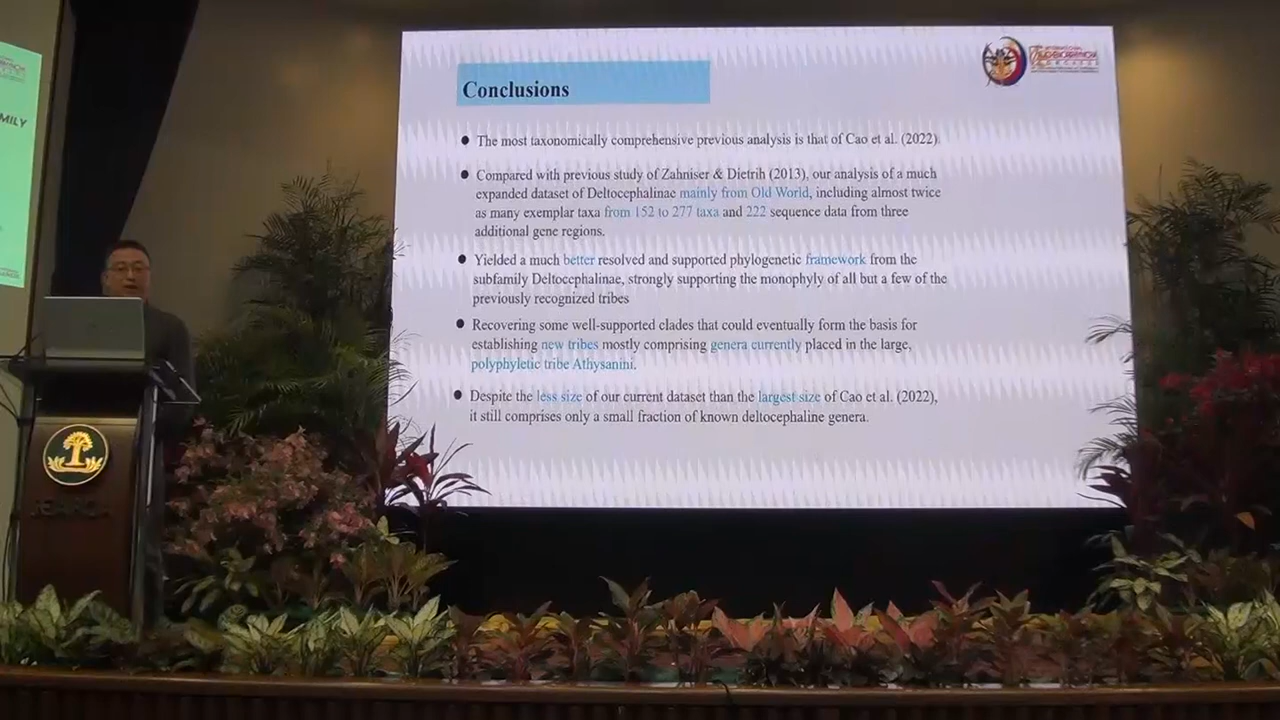 MILY
Conclusions
INTERNATIONAL
The most taxonomically comprehensive previous analysis is that of Cao et al. (2022).
Compared with previous study of Zahniser & Dietrih (2013), our analysis of a much
expanded dataset of Deltocephalinae mainly from Old World, including almost twice
as many exemplar taxa from 152 to 277 taxa and 222 sequence data from three
additional gene regions.
Yielded a much better resolved and supported phylogenetic framework from the
subfamily Deltocephalinae, strongly supporting the monophyly of all but a few of the
previously recognized tribes
Recovering some well-supported clades that could eventually form the basis for
establishing new tribes mostly comprising genera currently placed in the large,
polyphyletic tribe Athysanini.
Despite the less size of our current dataset than the largest size of Cao et al. (2022),
it still comprises only a small fraction of known deltocephaline genera.
SEARCA